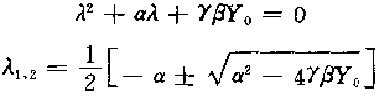 λ² + αλ + γβY₀ = 0
λ₁,₂ = 1/2[− α ± √(α² − 4γβY₀)]